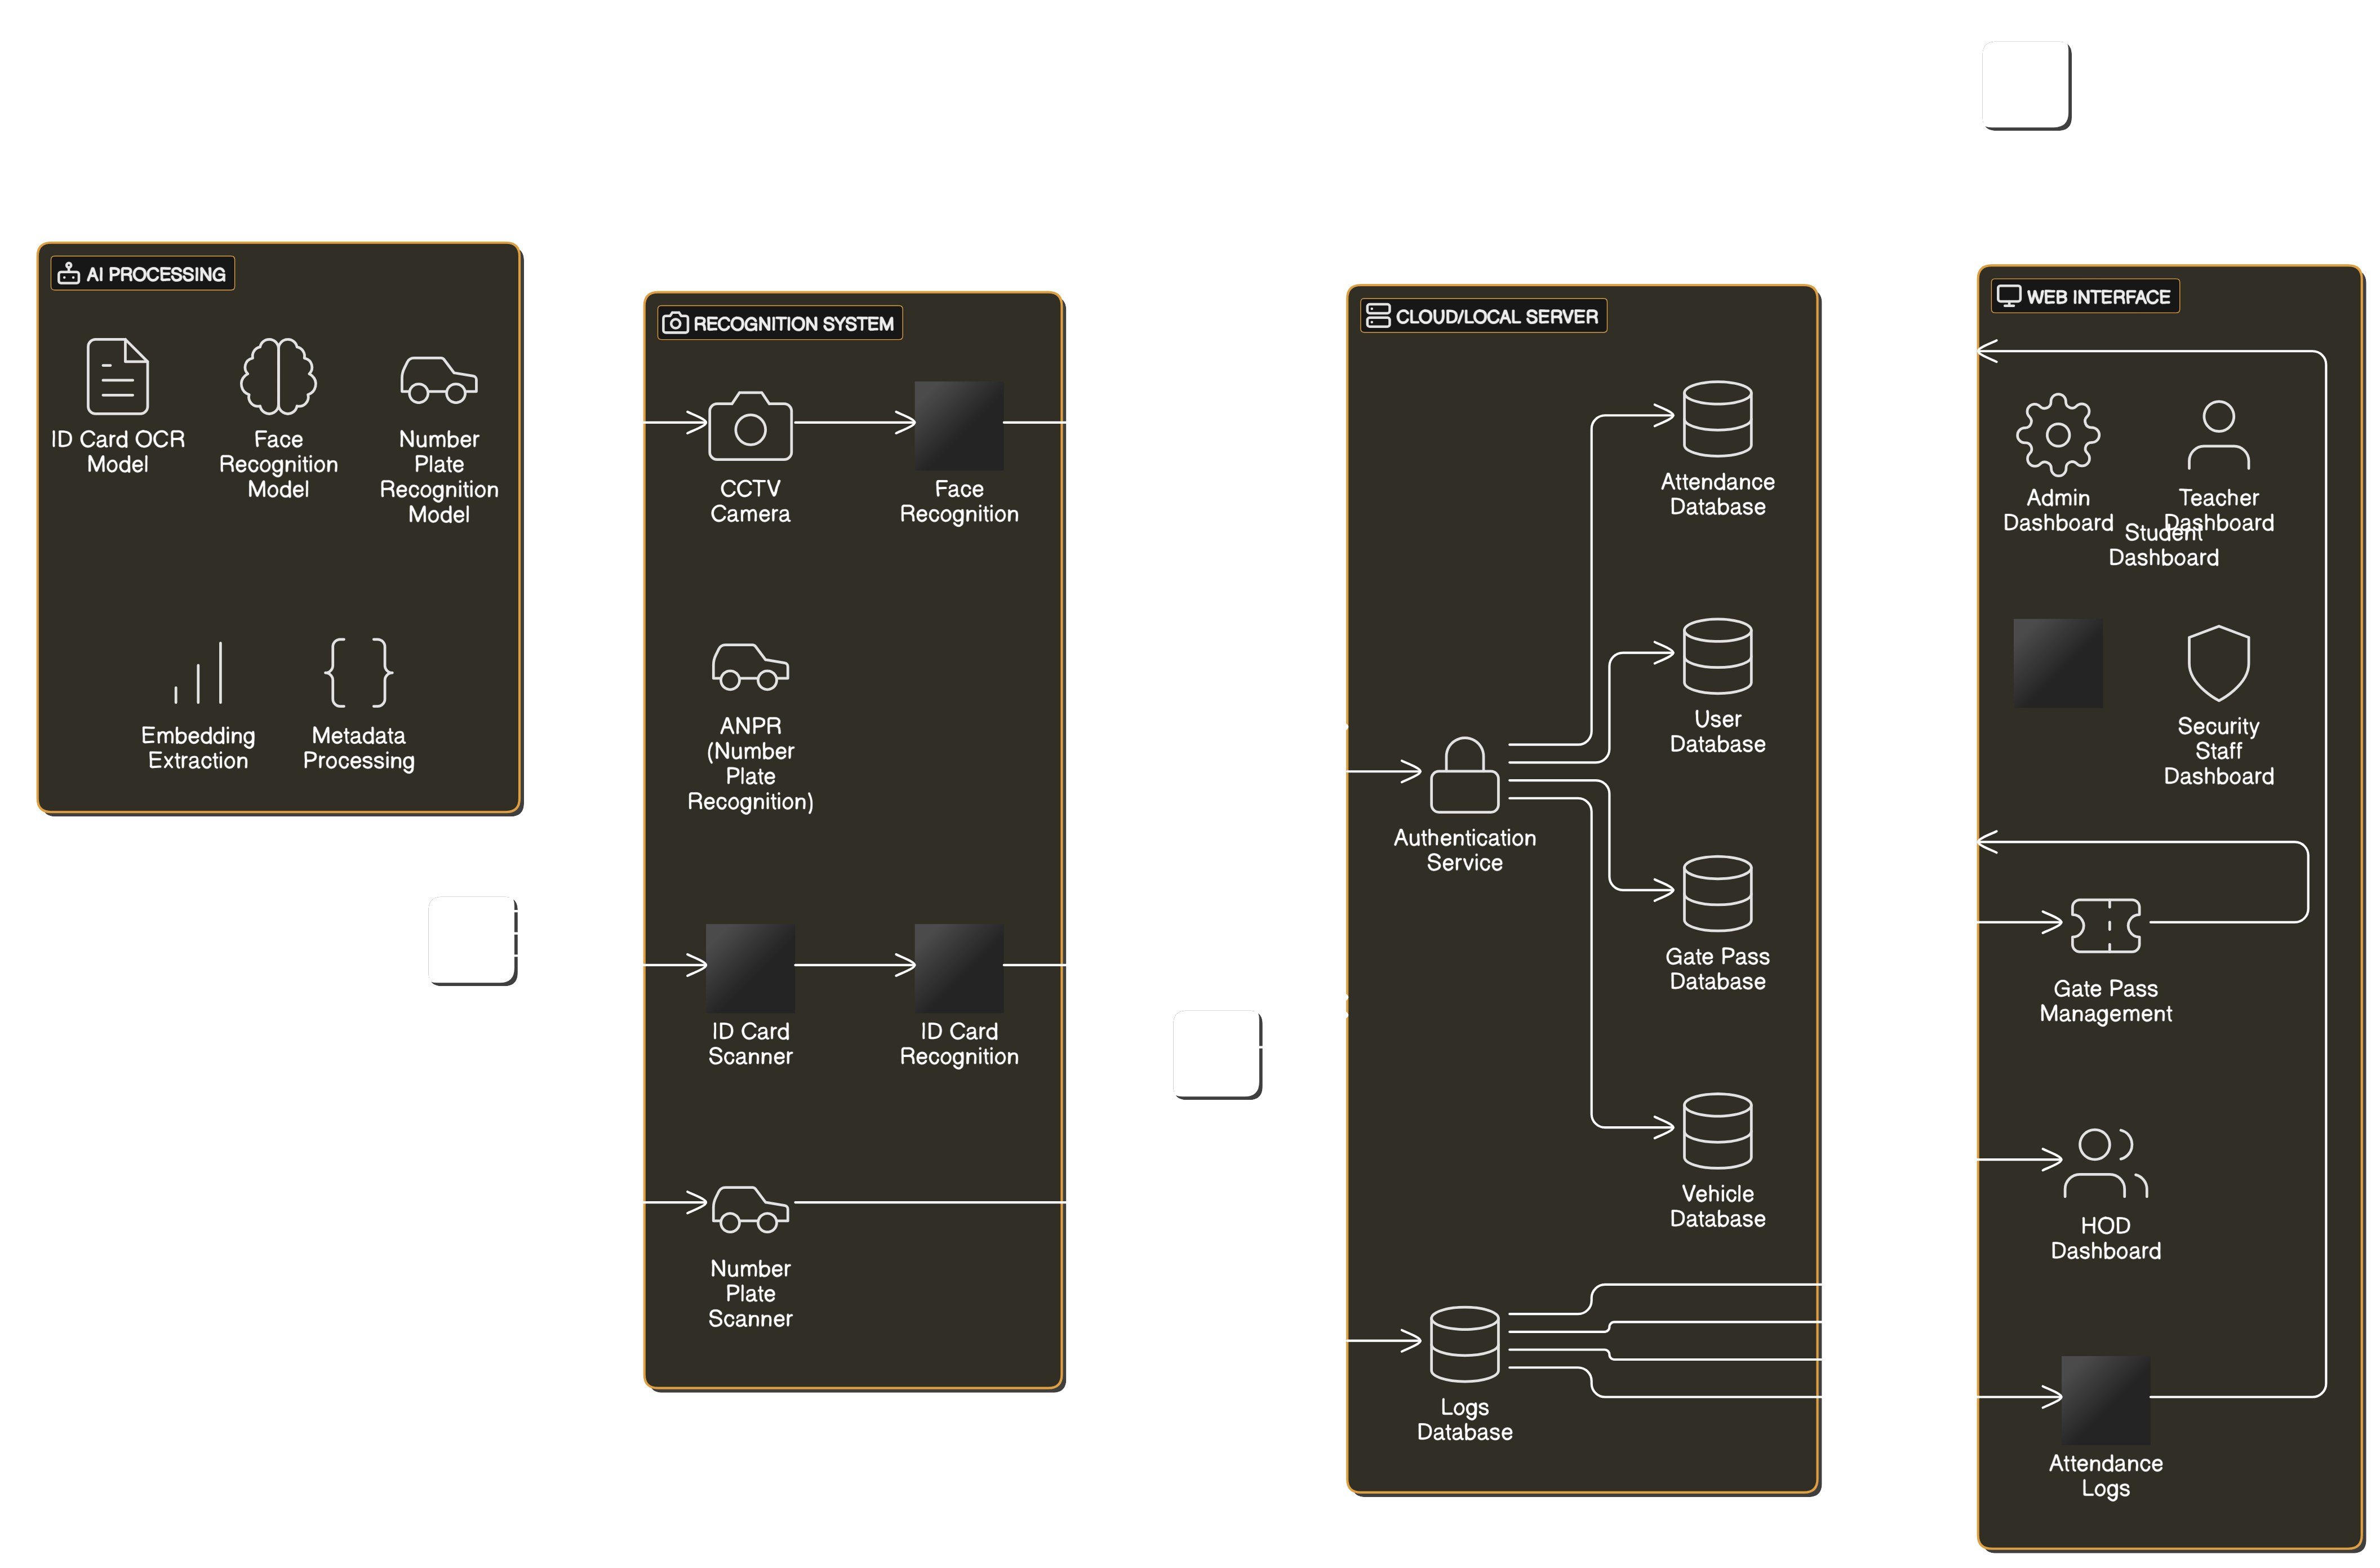 AI PROCESSING
ID Card OCR
Model
Face
Recognition
Model
Number
Plate
Recognition
Model
Embedding
Extraction
Metadata
Processing
RECOGNITION SYSTEM
CCTV
Camera
Face
Recognition
ANPR
(Number
Plate
Recognition)
ID Card
Scanner
ID Card
Recognition
Number
Plate
Scanner
CLOUD/LOCAL SERVER
Attendance
Database
User
Database
Authentication
Service
Gate Pass
Database
Vehicle
Database
Logs
Database
WEB INTERFACE
Admin
Dashboard
Teacher
Dashboard
Student
Dashboard
Security
Staff
Dashboard
Gate Pass
Management
HOD
Dashboard
Attendance
Logs